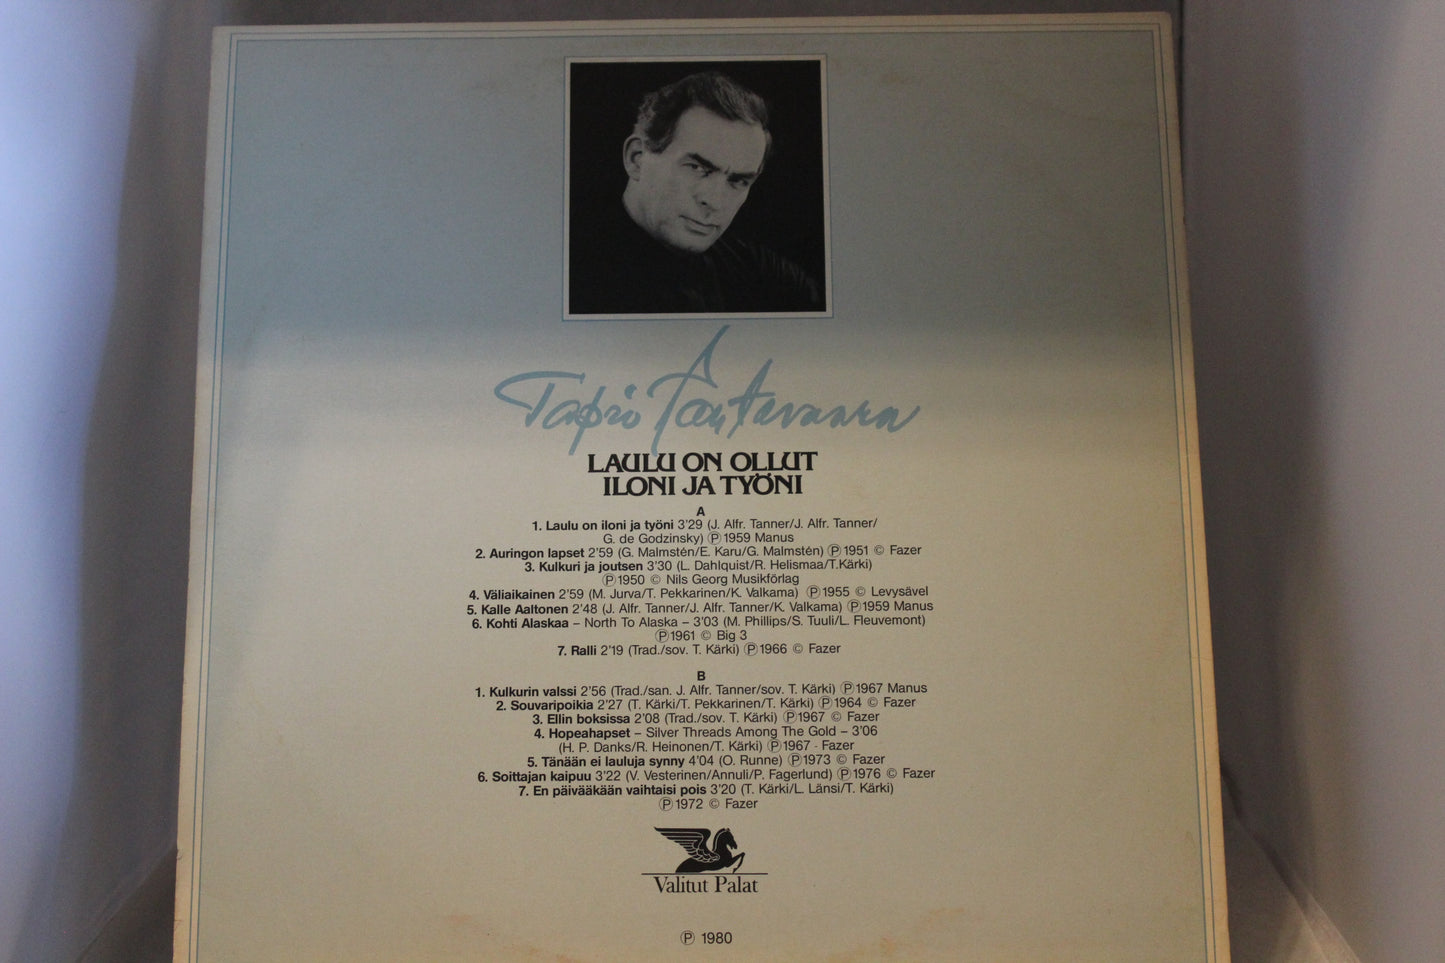 Tapio Rautavaara
LAULU ON OLLUT
ILONI JA TYÖNI
A
1. Laulu on iloni ja työni 3'29 (J. Alfr. Tanner/J. Alfr. Tanner/
G. de Godzinsky) Ⓟ 1959 Manus
2. Auringon lapset 2'59 (G. Malmstén/E. Karu/G. Malmstén) Ⓟ 1951 © Fazer
3. Kulkuri ja joutsen 3'30 (L. Dahlquist/R. Helismaa/T.Kärki)
Ⓟ 1950 © Nils Georg Musikförlag
4. Väliaikainen 2'59 (M. Jurva/T. Pekkarinen/K. Valkama) Ⓟ 1955 © Levysävel
5. Kalle Aaltonen 2'48 (J. Alfr. Tanner/J. Alfr. Tanner/K. Valkama) Ⓟ 1959 Manus
6. Kohti Alaskaa – North To Alaska – 3'03 (M. Phillips/S. Tuuli/L. Fleuvemont)
Ⓟ 1961 © Big 3
7. Ralli 2'19 (Trad./sov. T. Kärki) Ⓟ 1966 © Fazer
B
1. Kulkurin valssi 2'56 (Trad./san. J. Alfr. Tanner/sov. T. Kärki) Ⓟ 1967 Manus
2. Souvaripoikia 2'27 (T. Kärki/T. Pekkarinen/T. Kärki) Ⓟ 1964 © Fazer
3. Ellin boksissa 2'08 (Trad./sov. T. Kärki) Ⓟ 1967 © Fazer
4. Hopeahapset – Silver Threads Among The Gold – 3'06
(H. P. Danks/R. Heinonen/T. Kärki) Ⓟ 1967 - Fazer
5. Tänään ei lauluja synny 4'04 (O. Runne) Ⓟ 1973 © Fazer
6. Soittajan kaipuu 3'22 (V. Vesterinen/Annuli/P. Fagerlund) Ⓟ 1976 © Fazer
7. En päivääkään vaihtaisi pois 3'20 (T. Kärki/L. Länsi/T. Kärki)
Ⓟ 1972 © Fazer
Valitut Palat
Ⓟ 1980